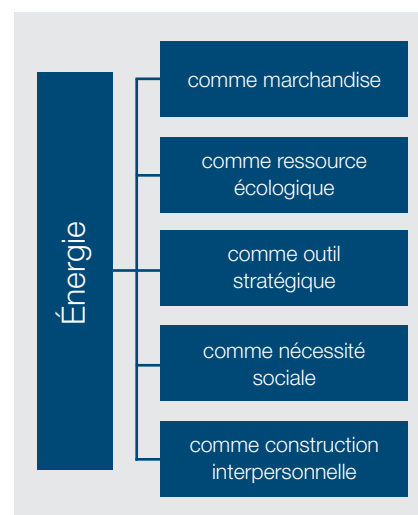 Énergie
comme marchandise
comme ressource
écologique
comme outil
stratégique
comme nécessité
sociale
comme construction
interpersonnelle